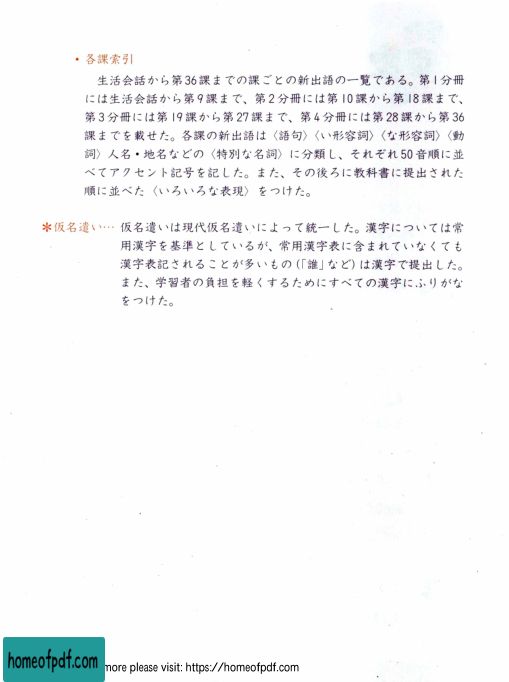 • 各課索引
生活会話から第36課までの課ごとの新出語の一覧である。第1分冊
には生活会話から第9課まで、第2分冊には第10課から第18課まで、
第3分冊には第19課から第27課まで、第4分冊には第28課から第36
課までを載せた。各課の新出語は〈語句〉〈い形容詞〉〈な形容詞〉〈動
詞〉人名・地名などの〈特別な名詞〉に分類し、それぞれ50音順に並
べてアクセント記号を記した。また、その後ろに教科書に提出された
順に並べた〈いろいろな表現〉をつけた。
*仮名遣い… 仮名遣いは現代仮名遣いによって統一した。漢字については常
用漢字を基準としているが、常用漢字表に含まれていなくても
漢字表記されることが多いもの(「誰」など)は漢字で提出した。
また、学習者の負担を軽くするためにすべての漢字にふりがな
をつけた。
homeofpdf.com more please visit: https://homeofpdf.com